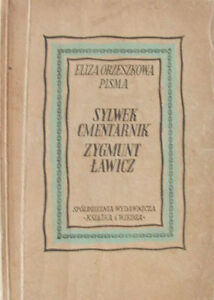 ELIZA ORZESZKOWA
PISMA
SYLWEK
CMENTARNIK
ZYGMUNT
ŁAWICZ
SPÓŁDZIELNIA WYDAWNICZA
„KSIĄŻKA I WIEDZA”